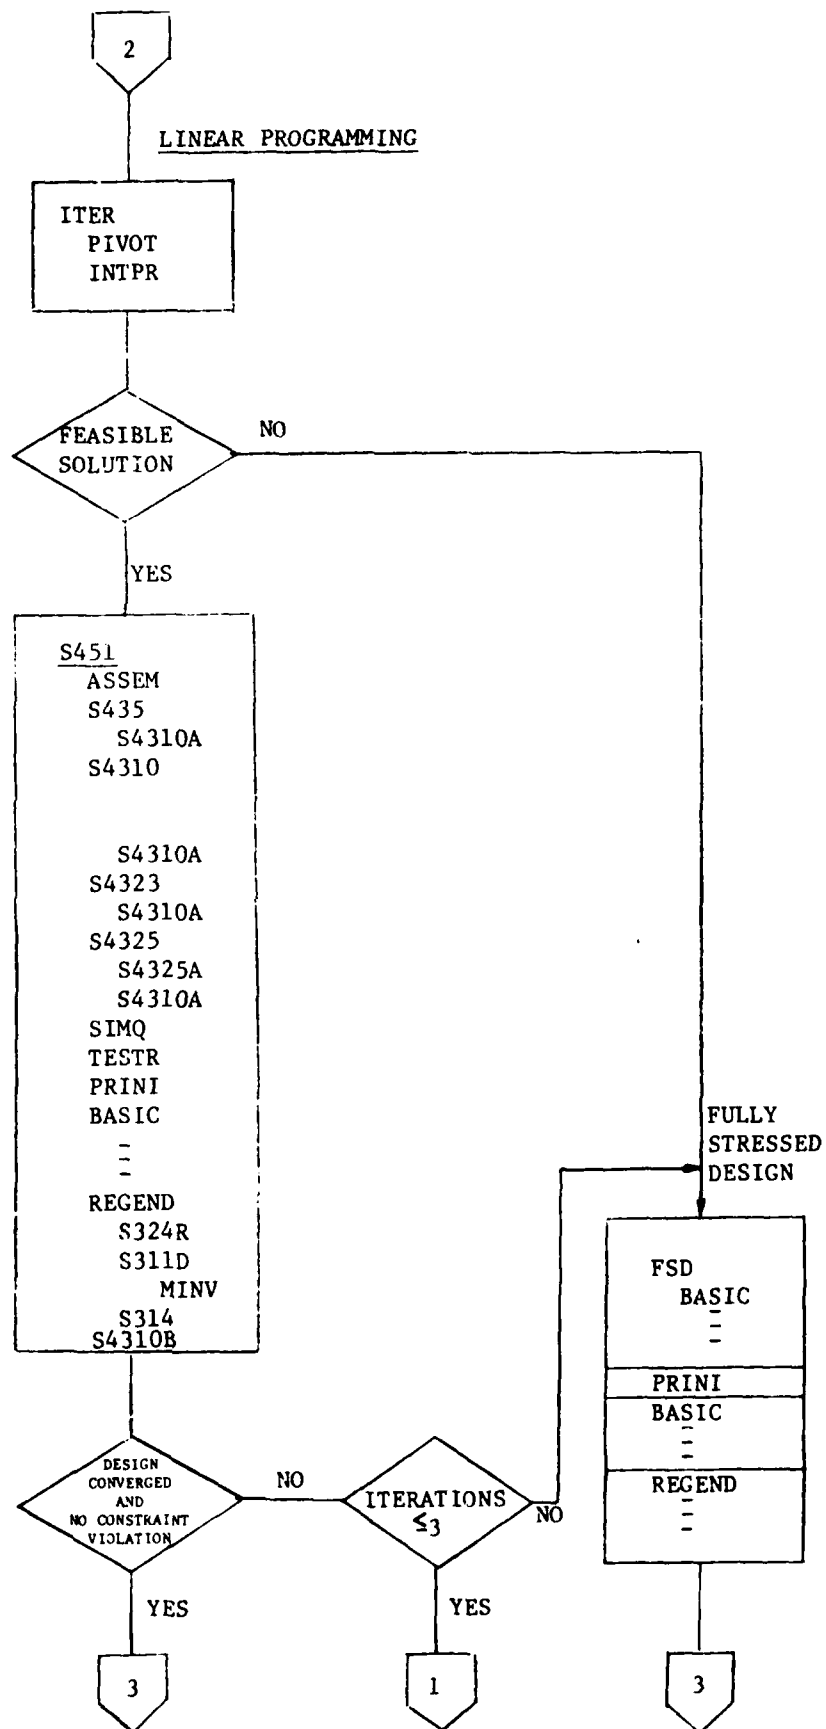 2
LINEAR PROGRAMMING
ITER
PIVOT
INTPR
FEASIBLE
SOLUTION
NO
YES
S451
ASSEM
S435
S4310A
S4310
S4310A
S4323
S4310A
S4325
S4325A
S4310A
SIMQ
TESTR
PRINI
BASIC
REGEND
S324R
S311D
MINV
S314
S4310B
FULLY
STRESSED
DESIGN
FSD
BASIC
PRINI
BASIC
REGEND
DESIGN
CONVERGED
AND
NO CONSTRAINT
VIOLATION
NO
ITERATIONS
≤3
NO
YES
YES
3
1
3